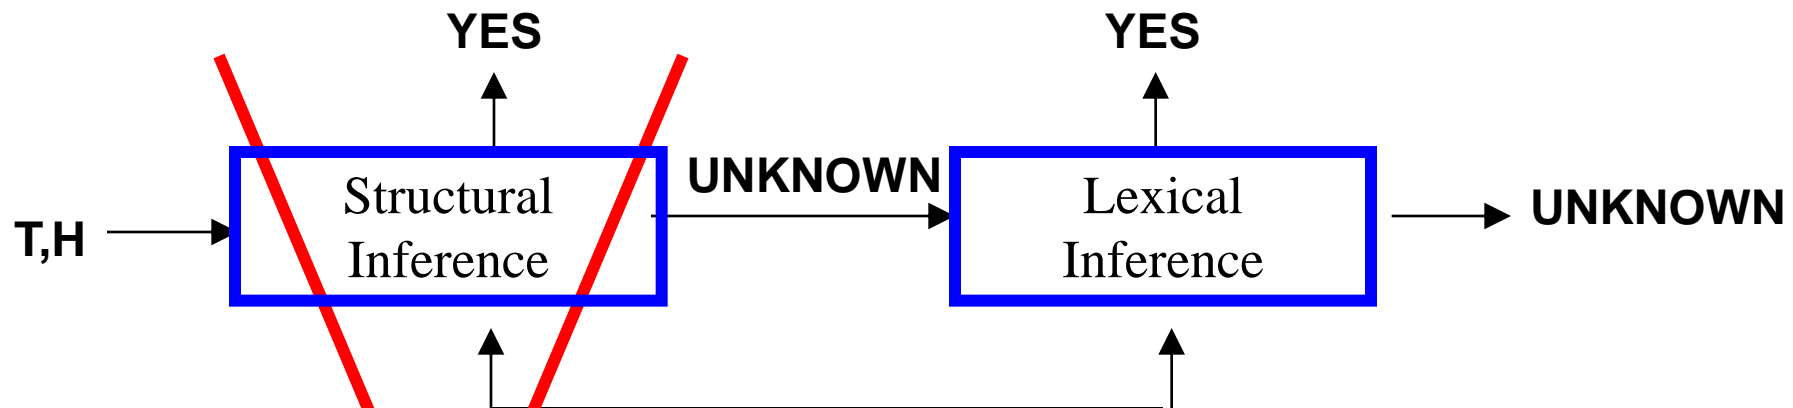 YES
YES
T,H
Structural
Inference
UNKNOWN
Lexical
Inference
UNKNOWN